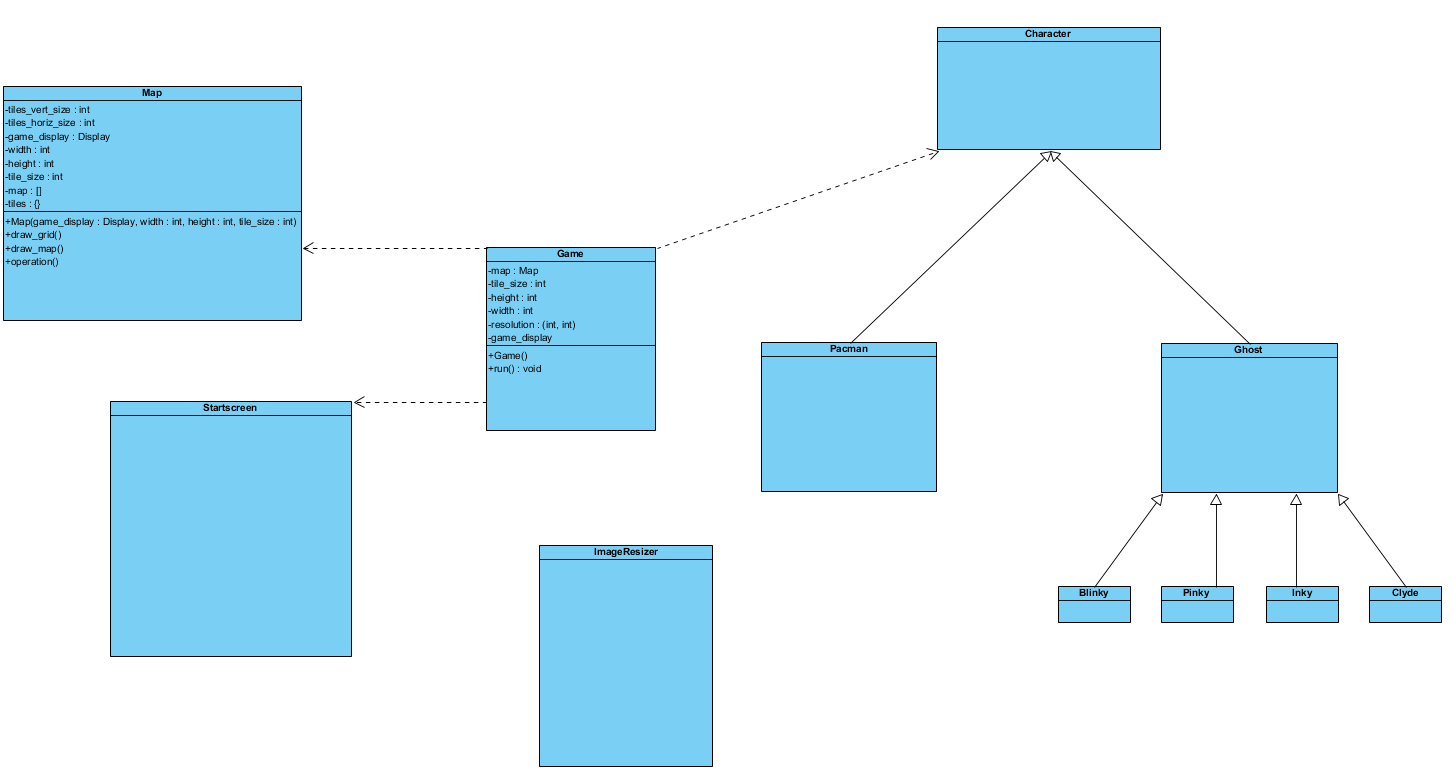 Character
Map
-tiles_vert_size : int
-tiles_horiz_size : int
-game_display : Display
-width : int
-height : int
-tile_size : int
-map : []
-tiles : {}
+Map(game_display : Display, width : int, height : int, tile_size : int)
+draw_grid()
+draw_map()
+operation()
Game
-map : Map
-tile_size : int
-height : int
-width : int
-resolution : (int, int)
-game_display
+Game()
+run() : void
Pacman
Ghost
Startscreen
ImageResizer
Blinky
Pinky
Inky
Clyde